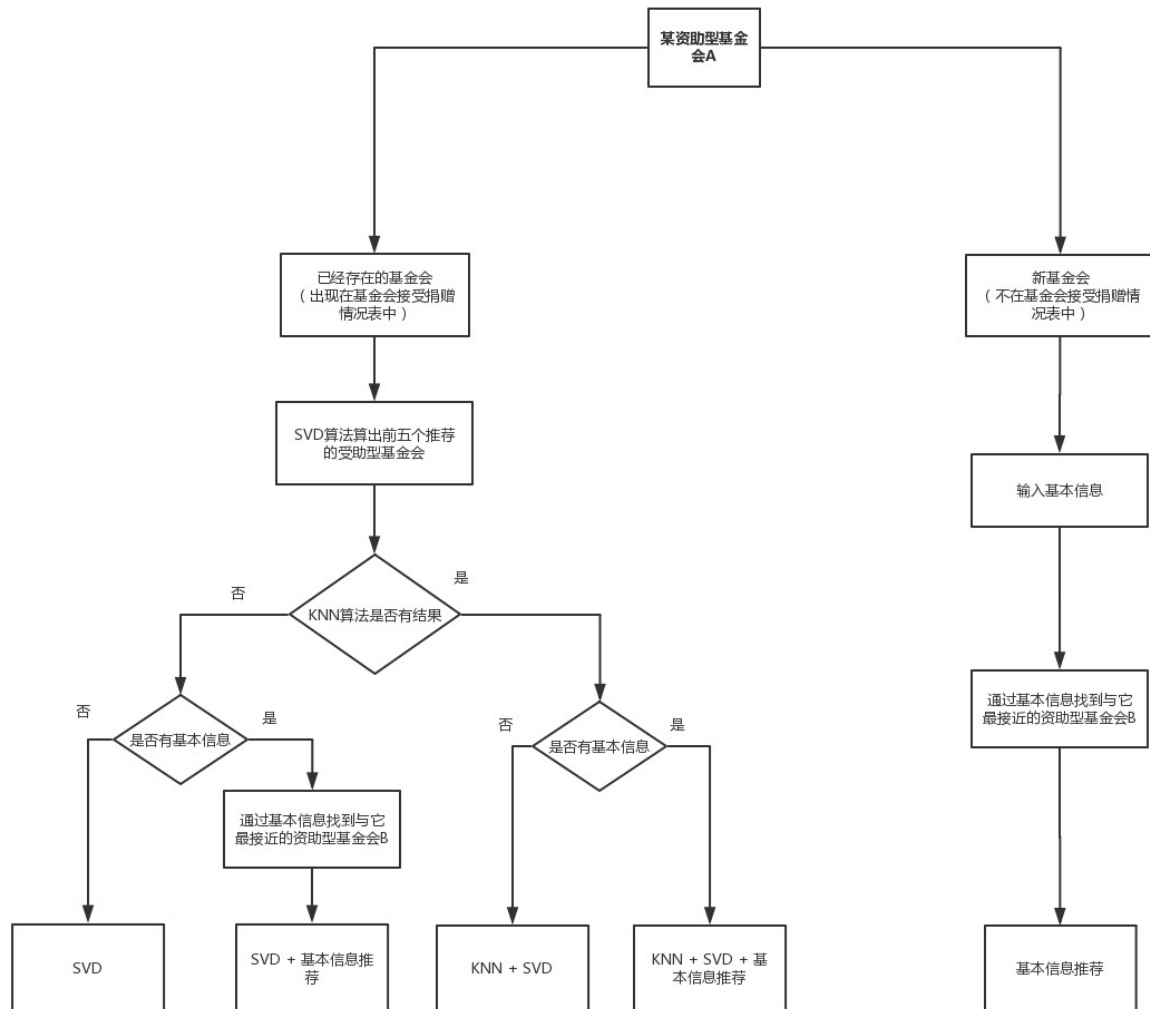 某资助型基金
会A
已经存在的基金会
（出现在基金会接受捐赠
情况表中）
新基金会
（不在基金会接受捐赠情
况表中）
SVD算法算出前五个推荐
的受助型基金会
输入基本信息
否
是
KNN算法是否有结果
通过基本信息找到与它
最接近的资助型基金会B
否
是
是否有基本信息
否
是
是否有基本信息
通过基本信息找到与它
最接近的资助型基金会B
SVD
SVD + 基本信息推
荐
KNN + SVD
KNN + SVD + 基
本信息推荐
基本信息推荐